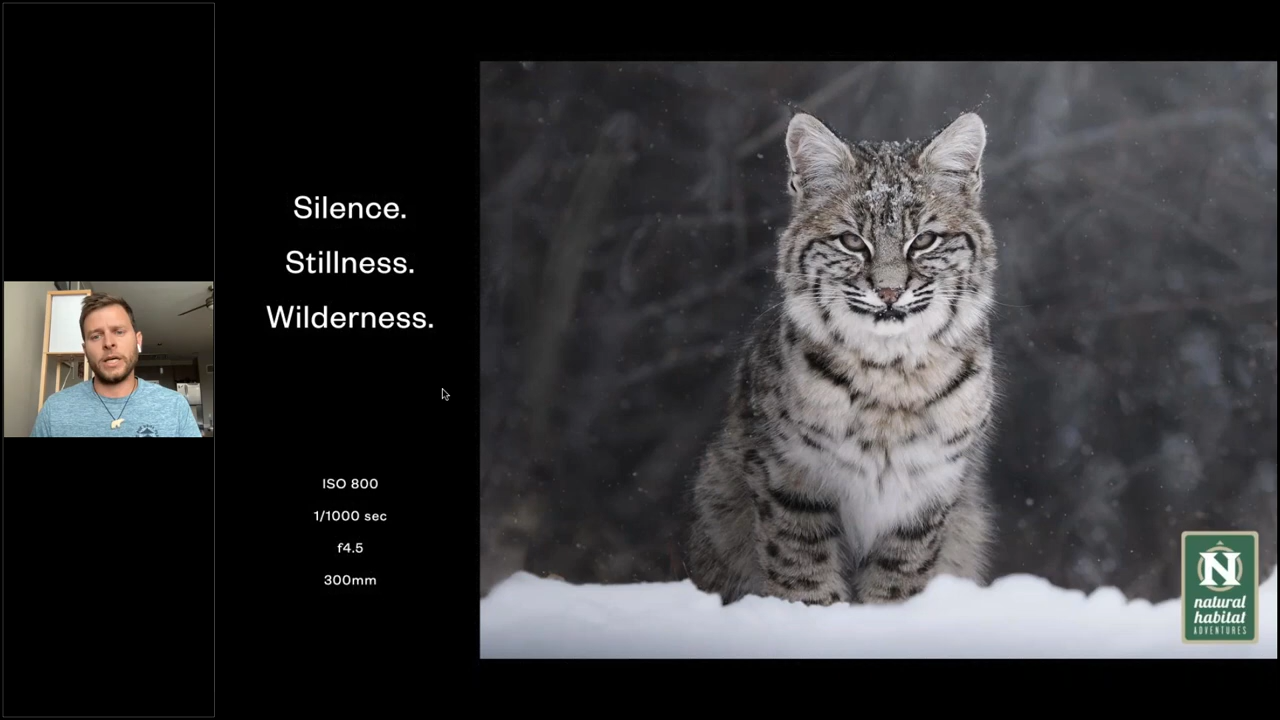 Silence.
Stillness.
Wilderness.
ISO 800
1/1000 sec
f4.5
300mm
N
natural
habitat
ADVENTURES